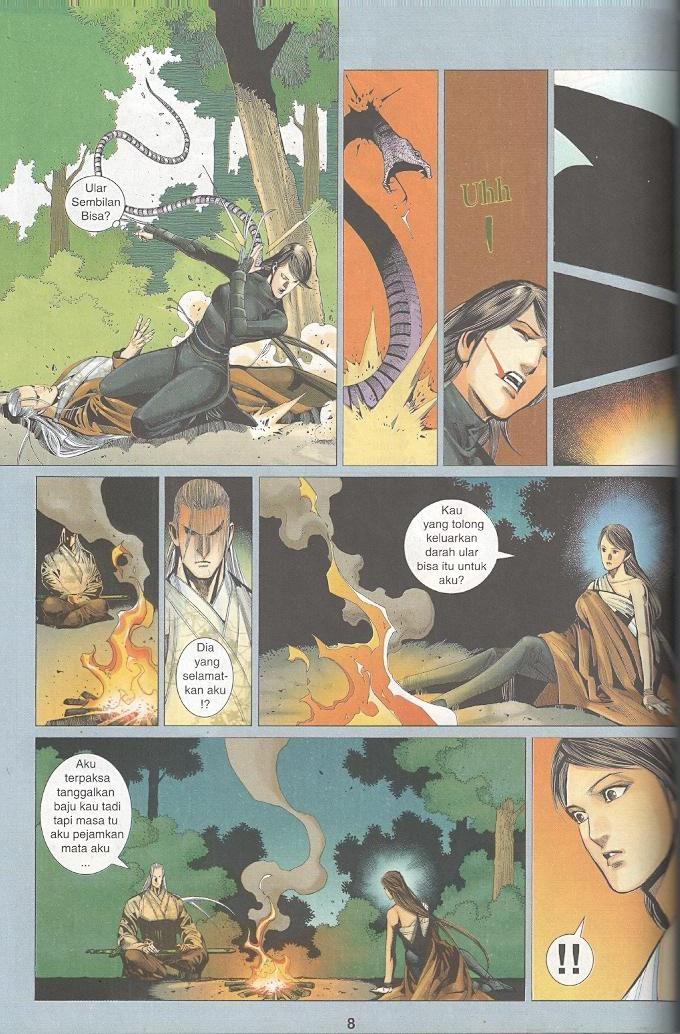 Ular
Sembilan
Bisa?
Uhh
!
Dia
yang
selamat-
kan aku
!?
Kau
yang tolong
keluarkan
darah ular
bisa itu untuk
aku?
Aku
terpaksa
tanggalkan
baju kau tadi
tapi masa tu
aku pejamkan
mata aku
...
!!
8